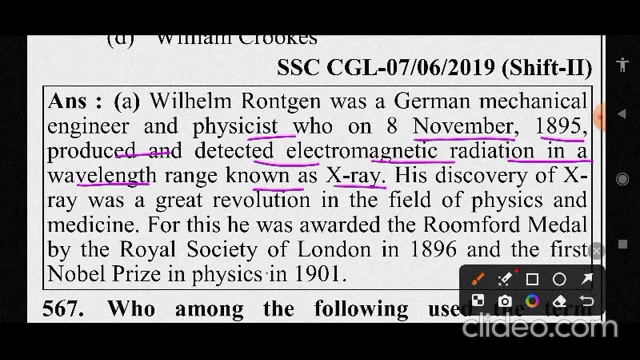 (d) William Crookes
SSC CGL-07/06/2019 (Shift-II)
Ans : (a) Wilhelm Rontgen was a German mechanical
engineer and physicist who on 8 November, 1895,
produced and detected electromagnetic radiation in a
wavelength range known as X-ray. His discovery of X-
ray was a great revolution in the field of physics and
medicine. For this he was awarded the Roomford Medal
by the Royal Society of London in 1896 and the first
Nobel Prize in physics in 1901.
567. Who among the following used the term
clideo.com